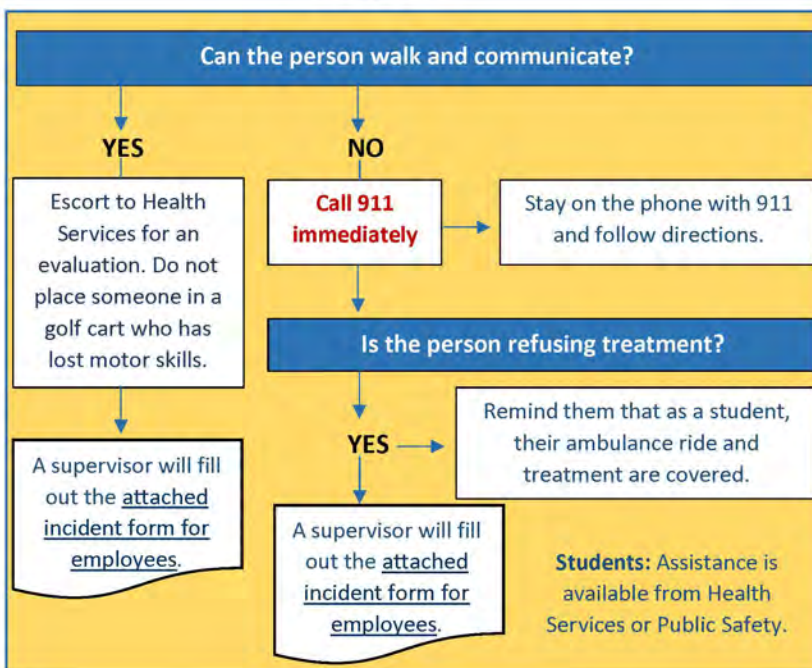 Can the person walk and communicate?
YES
Escort to Health
Services for an
evaluation. Do not
place someone in a
golf cart who has
lost motor skills.
A supervisor will fill
out the attached
incident form for
employees.
NO
Call 911
immediately
Stay on the phone with 911
and follow directions.
Is the person refusing treatment?
YES
Remind them that as a student,
their ambulance ride and
treatment are covered.
A supervisor will fill
out the attached
incident form for
employees.
Students: Assistance is
available from Health
Services or Public Safety.